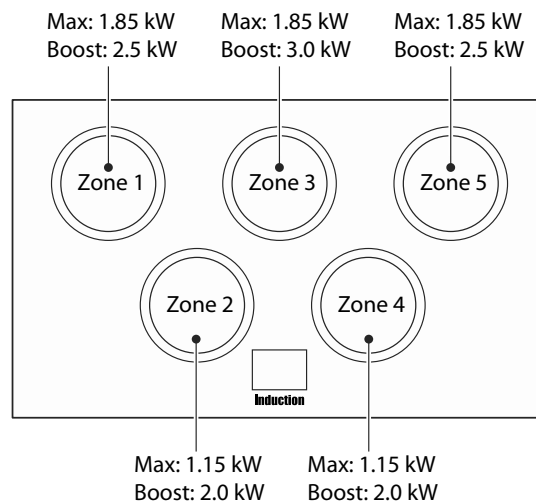 Max: 1.85 kW
Boost: 2.5 kW
Max: 1.85 kW
Boost: 3.0 kW
Max: 1.85 kW
Boost: 2.5 kW
Zone 1
Zone 3
Zone 5
Zone 2
Zone 4
Induction
Max: 1.15 kW
Boost: 2.0 kW
Max: 1.15 kW
Boost: 2.0 kW